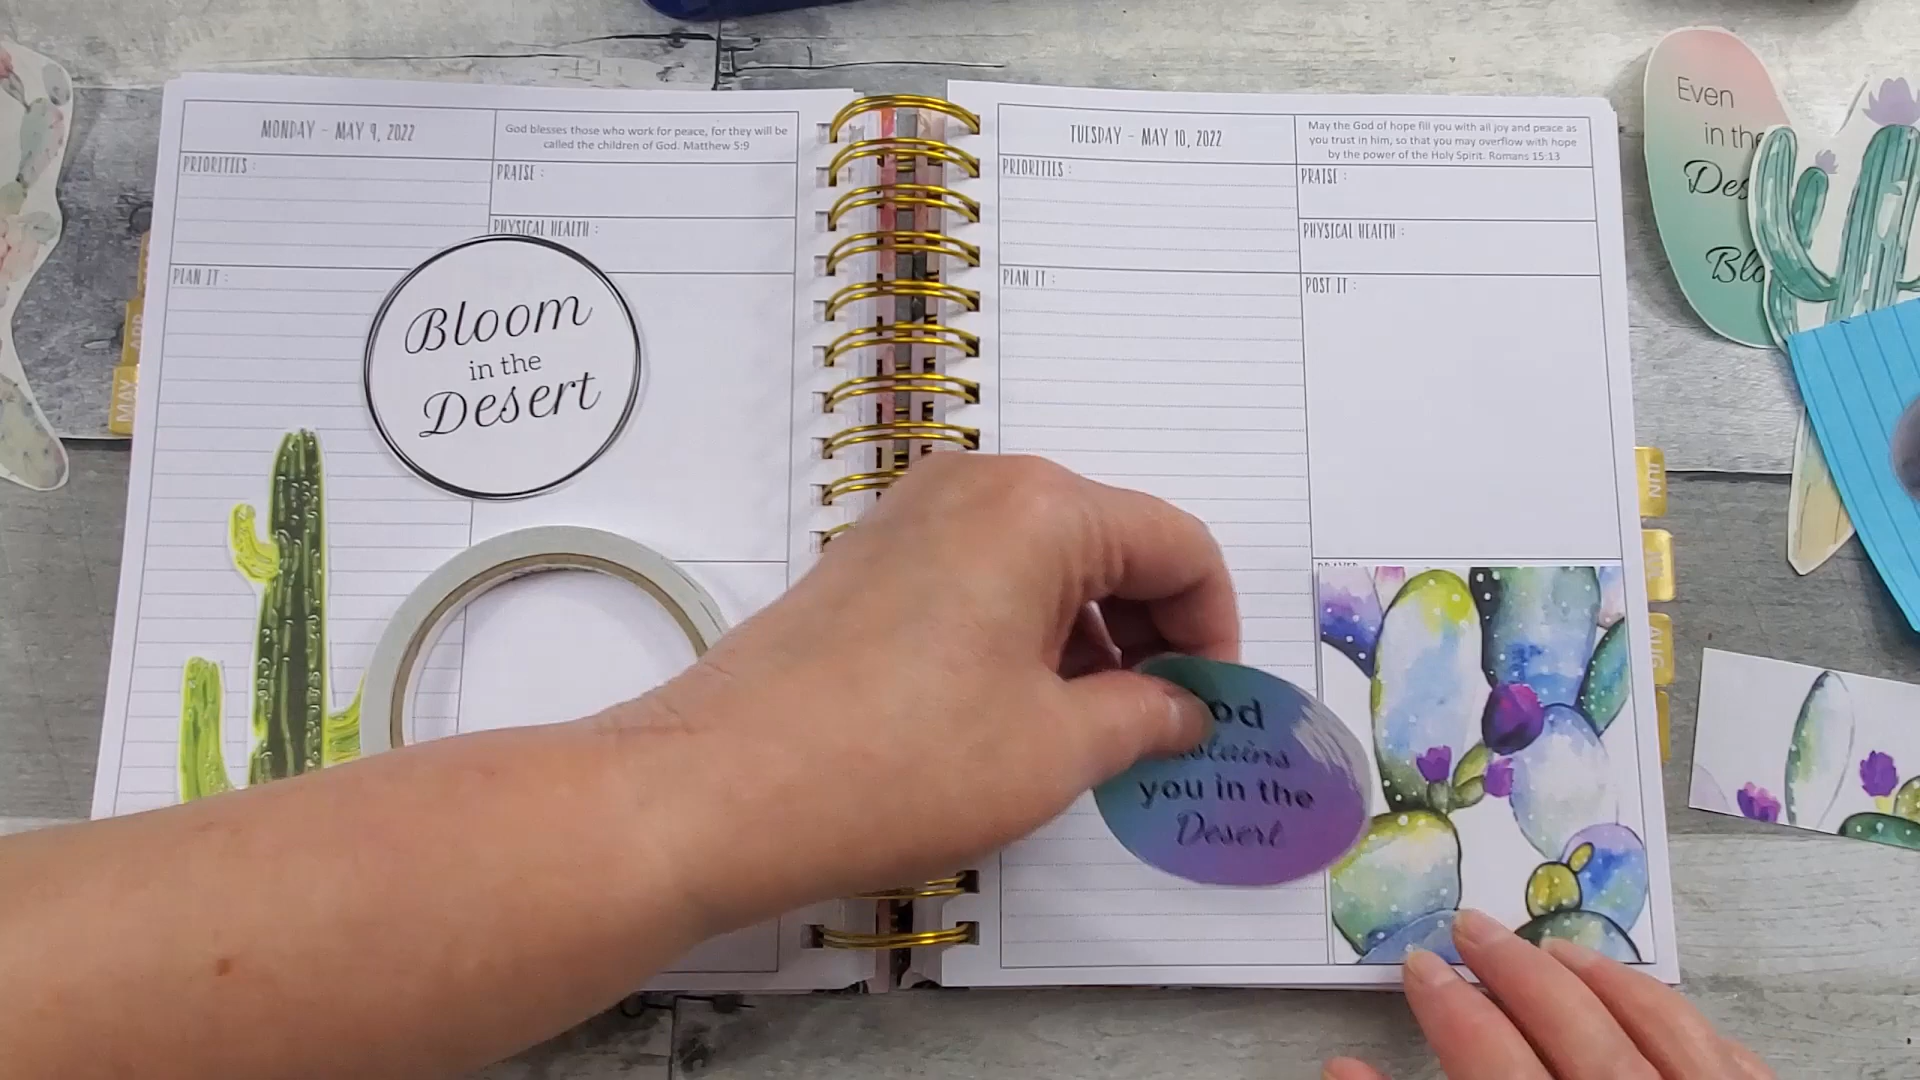 MONDAY - MAY 9, 2022
God blesses those who work for peace, for they will be
called the children of God. Matthew 5:9
PRIORITIES :
PRAISE :
PHYSICAL HEALTH :
PLAN IT :
Bloom
in the
Desert
APR
MAY
TUESDAY - MAY 10, 2022
May the God of hope fill you with all joy and peace as
you trust in him, so that you may overflow with hope
by the power of the Holy Spirit. Romans 15:13
PRIORITIES :
PRAISE :
PHYSICAL HEALTH :
PLAN IT :
POST IT :
you in the
Desert
Even
in the
JUN
AUG